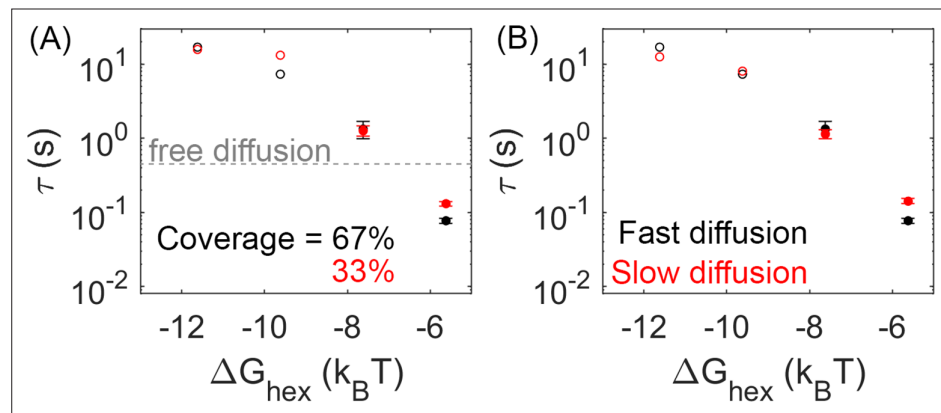 (A)
10^1
10^0
10^-1
10^-2
τ (s)
free diffusion
Coverage = 67%
33%
-12 -10 -8 -6
ΔG_hex (k_BT)
(B)
10^1
10^0
10^-1
10^-2
τ (s)
Fast diffusion
Slow diffusion
-12 -10 -8 -6
ΔG_hex (k_BT)